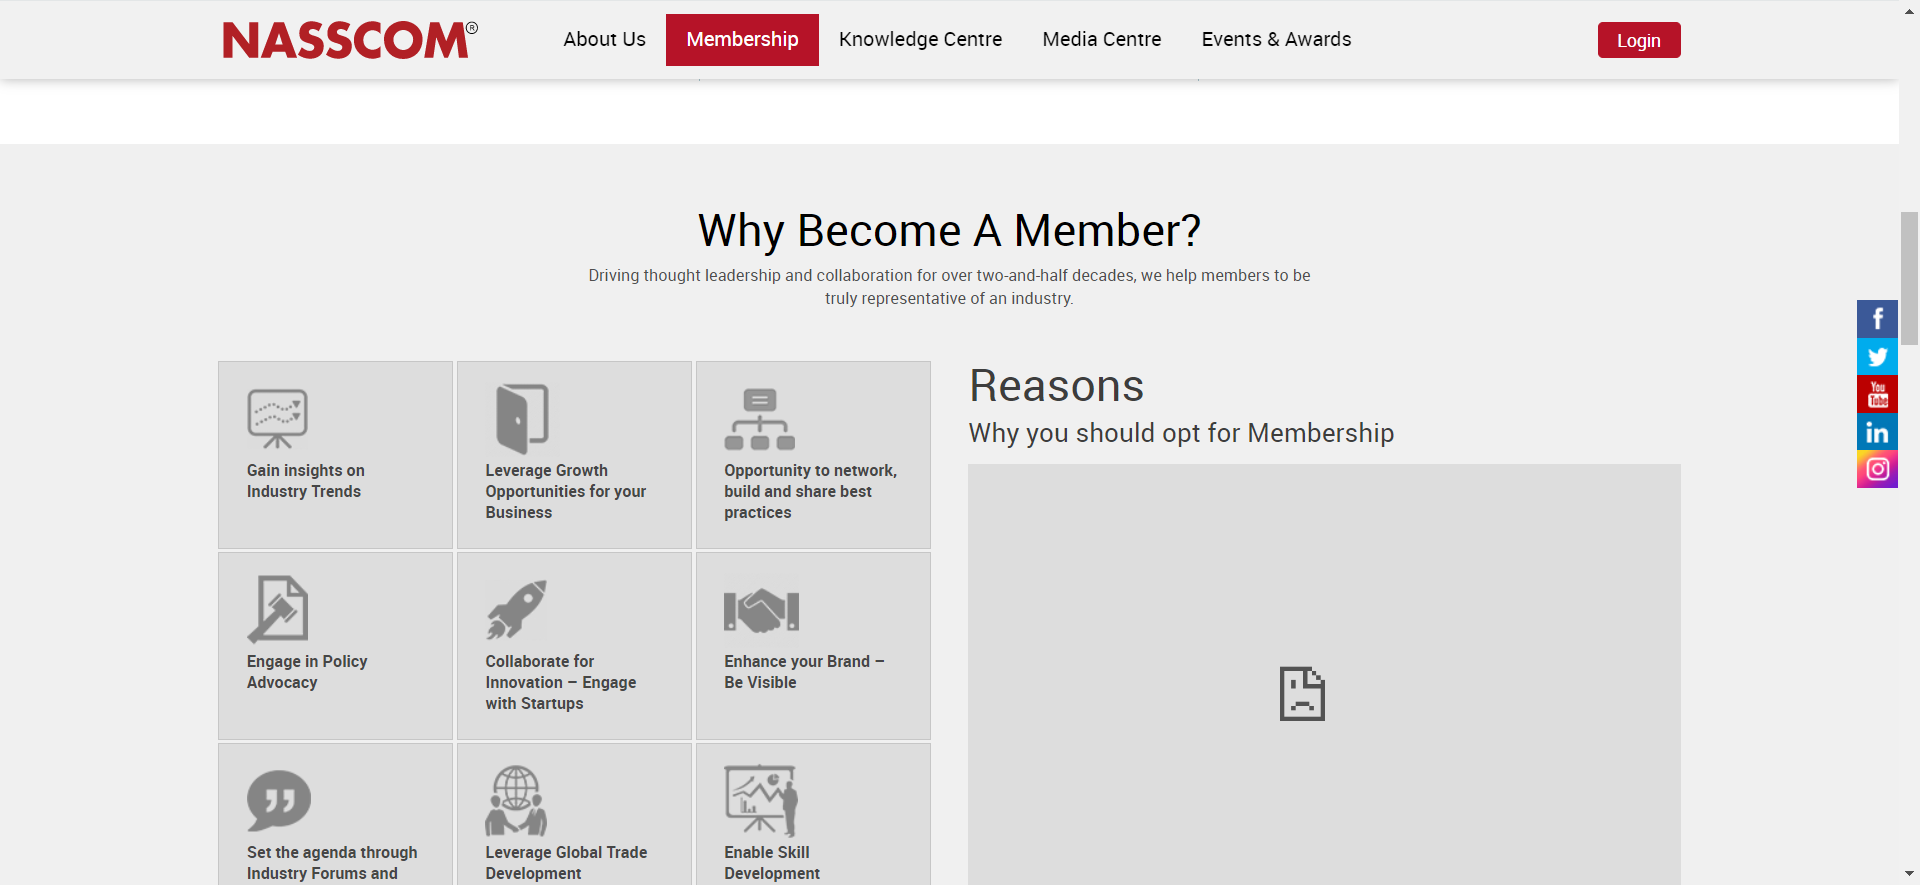 NASSCOM®
About Us
Membership
Knowledge Centre
Media Centre
Events & Awards
Login
Why Become A Member?
Driving thought leadership and collaboration for over two-and-half decades, we help members to be
truly representative of an industry.
Gain insights on
Industry Trends
Leverage Growth
Opportunities for your
Business
Opportunity to network,
build and share best
practices
Engage in Policy
Advocacy
Collaborate for
Innovation – Engage
with Startups
Enhance your Brand –
Be Visible
Set the agenda through
Industry Forums and
Leverage Global Trade
Development
Enable Skill
Development
Reasons
Why you should opt for Membership
f
You
Tube
in